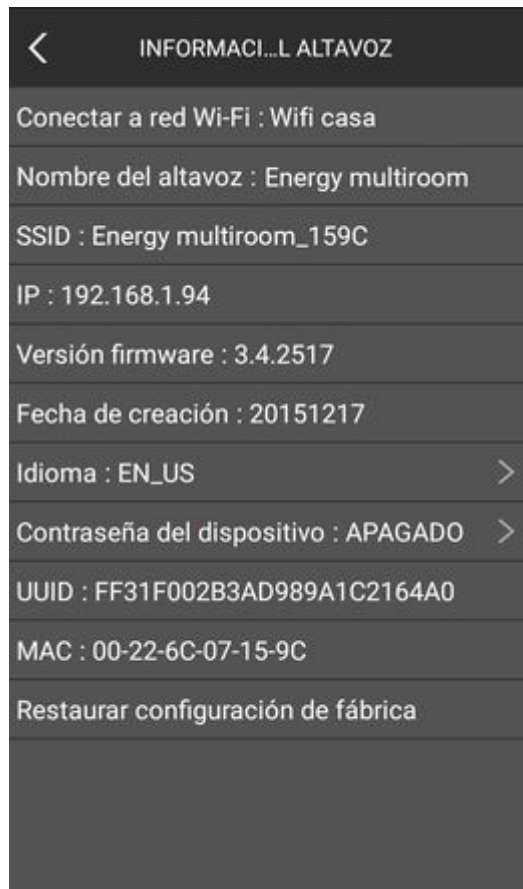 INFORMACI...L ALTAVOZ
Conectar a red Wi-Fi : Wifi casa
Nombre del altavoz : Energy multiroom
SSID : Energy multiroom_159C
IP : 192.168.1.94
Versión firmware : 3.4.2517
Fecha de creación : 20151217
Idioma : EN_US
Contraseña del dispositivo : APAGADO
UUID : FF31F002B3AD989A1C2164A0
MAC : 00-22-6C-07-15-9C
Restaurar configuración de fábrica